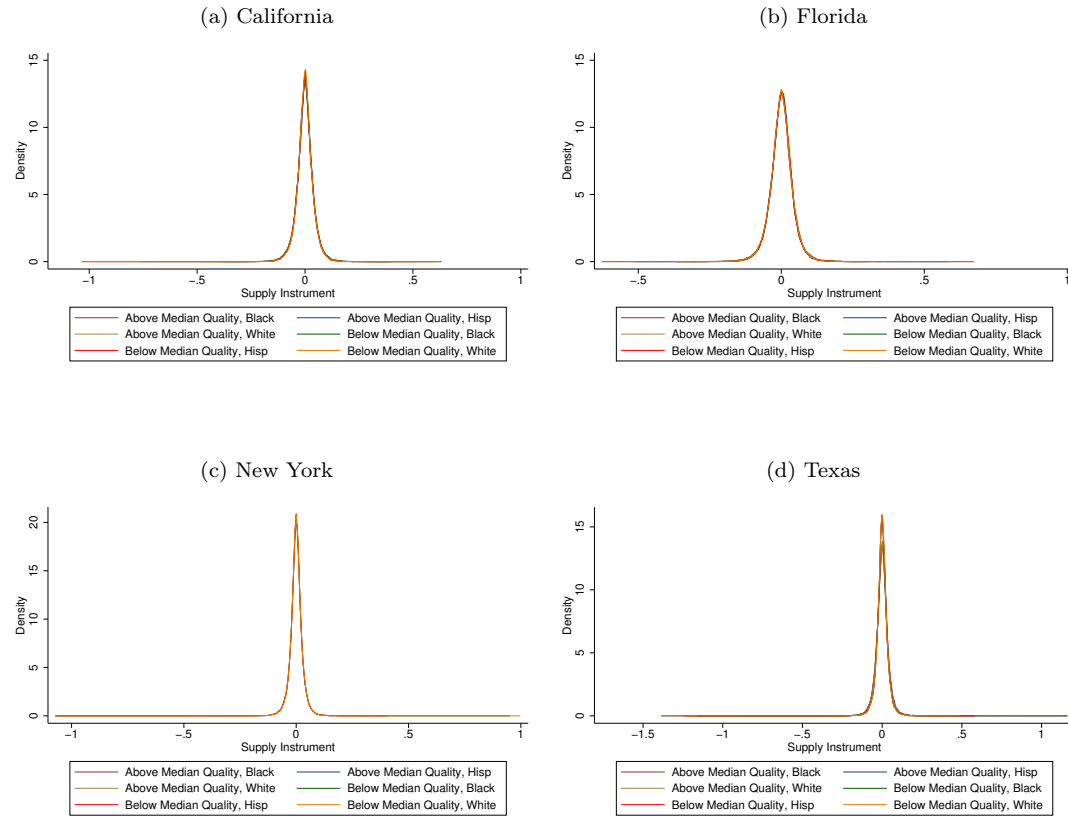 (a) California
15
10
5
0
Density
−1
−.5
0
.5
1
Supply Instrument
Above Median Quality, Black
Above Median Quality, Hisp
Above Median Quality, White
Below Median Quality, Black
Below Median Quality, Hisp
Below Median Quality, White
(b) Florida
15
10
5
0
Density
−.5
0
.5
1
Supply Instrument
Above Median Quality, Black
Above Median Quality, Hisp
Above Median Quality, White
Below Median Quality, Black
Below Median Quality, Hisp
Below Median Quality, White
(c) New York
20
15
10
5
0
Density
−1
−.5
0
.5
1
Supply Instrument
Above Median Quality, Black
Above Median Quality, Hisp
Above Median Quality, White
Below Median Quality, Black
Below Median Quality, Hisp
Below Median Quality, White
(d) Texas
15
10
5
0
Density
−1.5
−1
−.5
0
.5
1
Supply Instrument
Above Median Quality, Black
Above Median Quality, Hisp
Above Median Quality, White
Below Median Quality, Black
Below Median Quality, Hisp
Below Median Quality, White